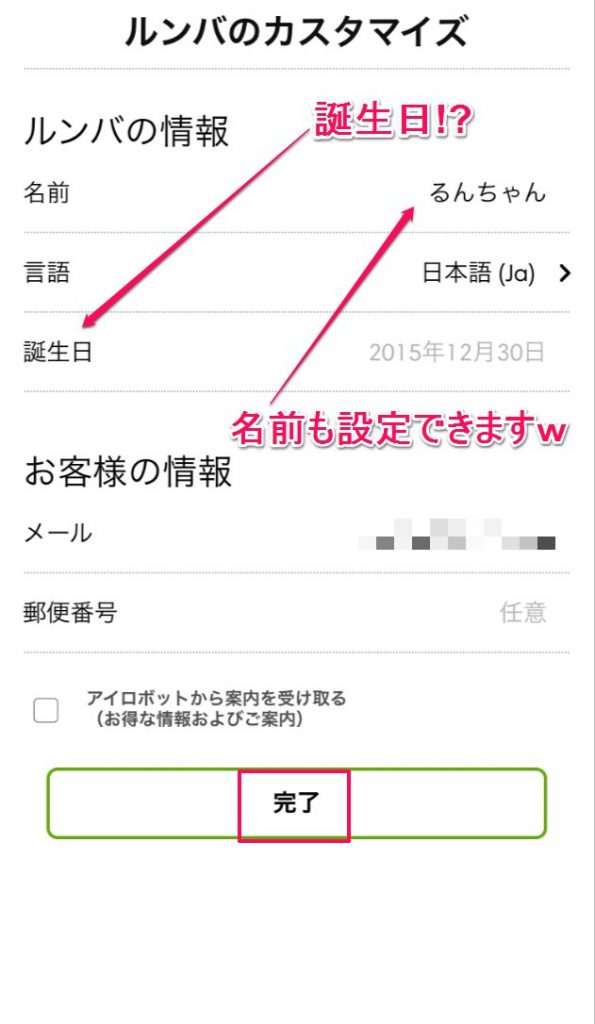 ルンバのカスタマイズ
ルンバの情報
誕生日!?
名前 るんちゃん
言語 日本語 (Ja)
誕生日 2015年12月30日
名前も設定できますw
お客様の情報
メール
郵便番号 任意
アイロボットから案内を受け取る
（お得な情報およびご案内）
完了